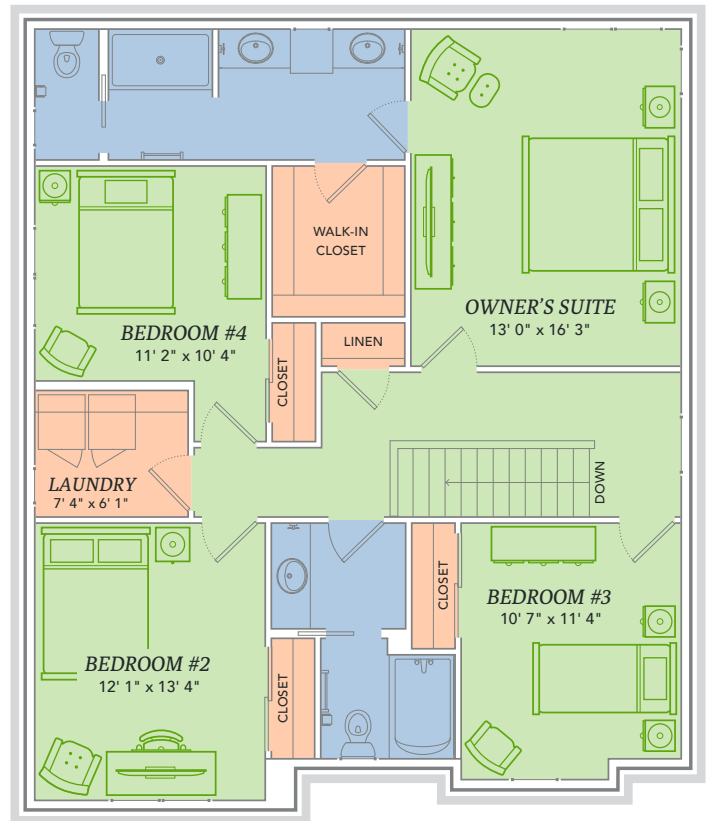 WALK-IN
CLOSET
OWNER'S SUITE
13' 0" x 16' 3"
BEDROOM #4
11' 2" x 10' 4"
CLOSET
LINEN
LAUNDRY
7' 4" x 6' 1"
DOWN
BEDROOM #2
12' 1" x 13' 4"
CLOSET
CLOSET
BEDROOM #3
10' 7" x 11' 4"